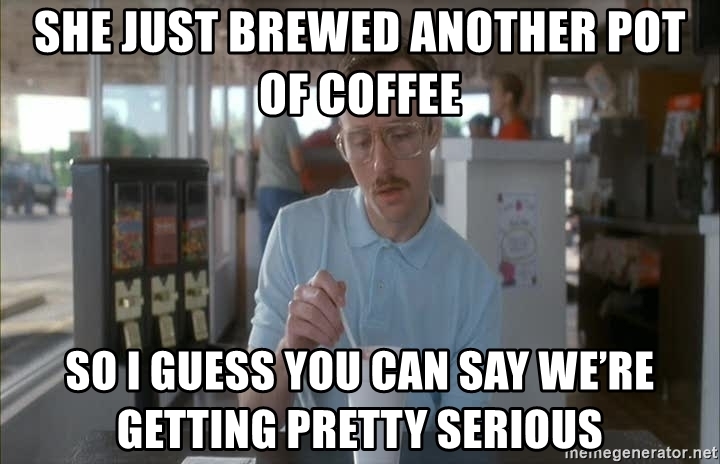 SHE JUST BREWED ANOTHER POT
OF COFFEE
SO I GUESS YOU CAN SAY WE’RE
GETTING PRETTY SERIOUS
memegenerator.net